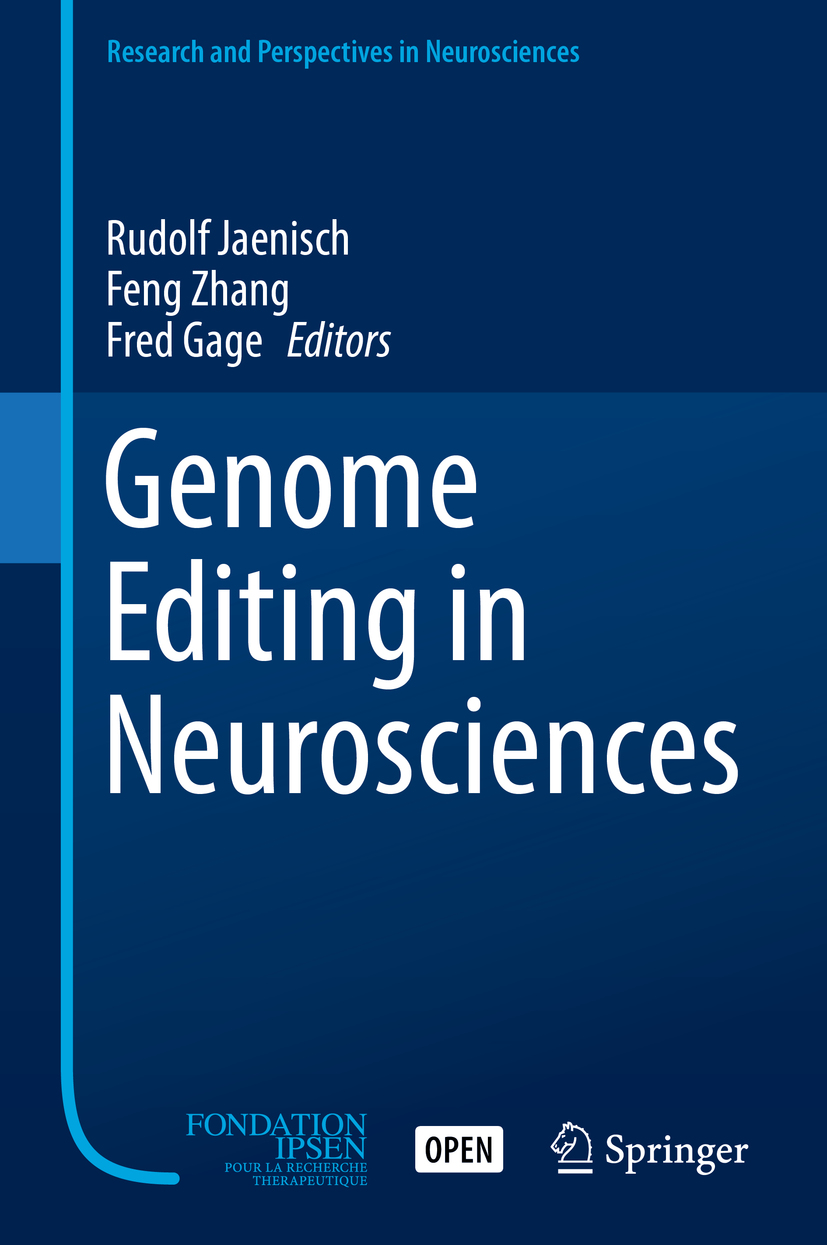 Research and Perspectives in Neurosciences
Rudolf Jaenisch
Feng Zhang
Fred Gage Editors
Genome
Editing in
Neurosciences
FONDATION
IPSEN
POUR LA RECHERCHE
THERAPEUTIQUE
OPEN
Springer